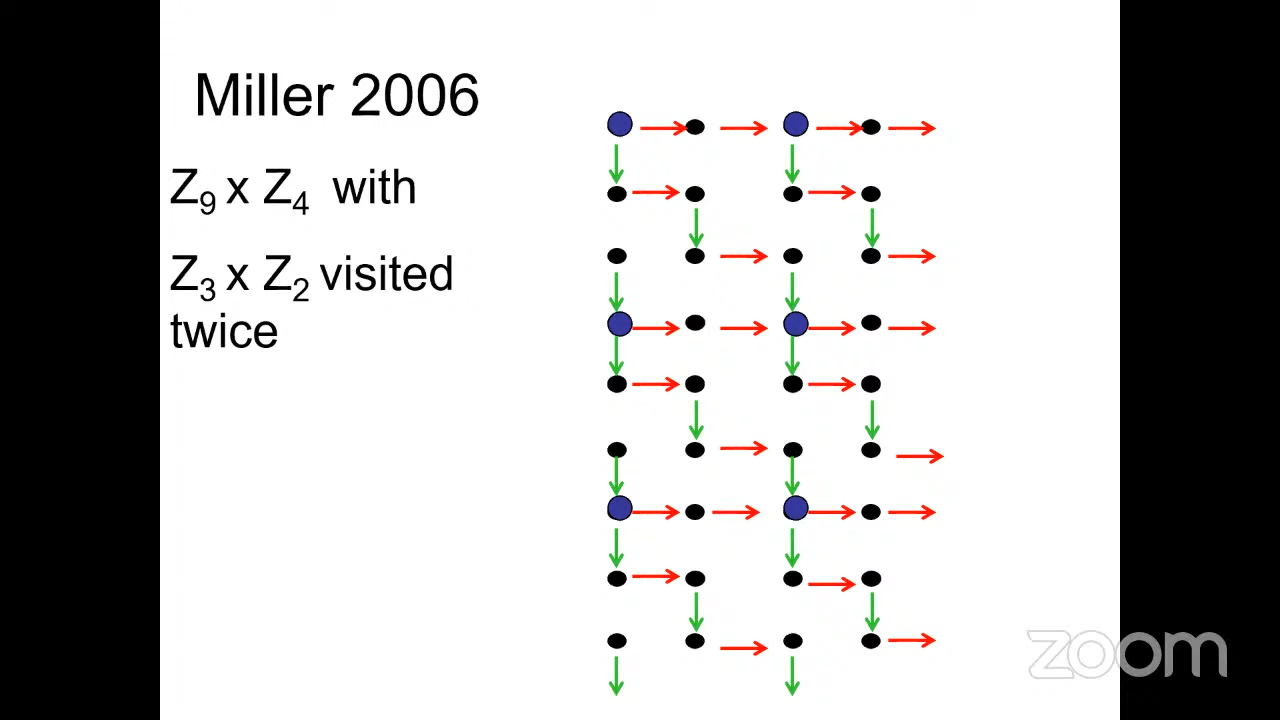 Miller 2006
Z₉ x Z₄ with
Z₃ x Z₂ visited
twice
zoom